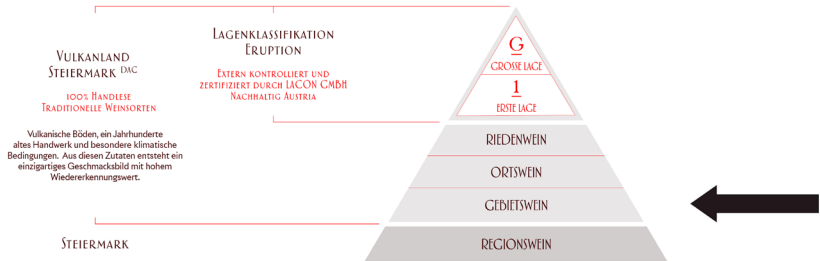 Vulkanland
Steiermark DAC
100% Handlese
Traditionelle Weinsorten
Vulkanische Böden, ein Jahrhunderte
altes Handwerk und besondere klimatische
Bedingungen. Aus diesen Zutaten entsteht ein
einzigartiges Geschmacksbild mit hohem
Wiedererkennungswert.
Steiermark
Lagenklassifikation
Eruption
Extern kontrolliert und
zertifiziert durch LACON GMBH
Nachhaltig Austria
G
GROSSE LAGE
1
ERSTE LAGE
RIEDENWEIN
ORTSWEIN
GEBIETSWEIN
REGIONSWEIN